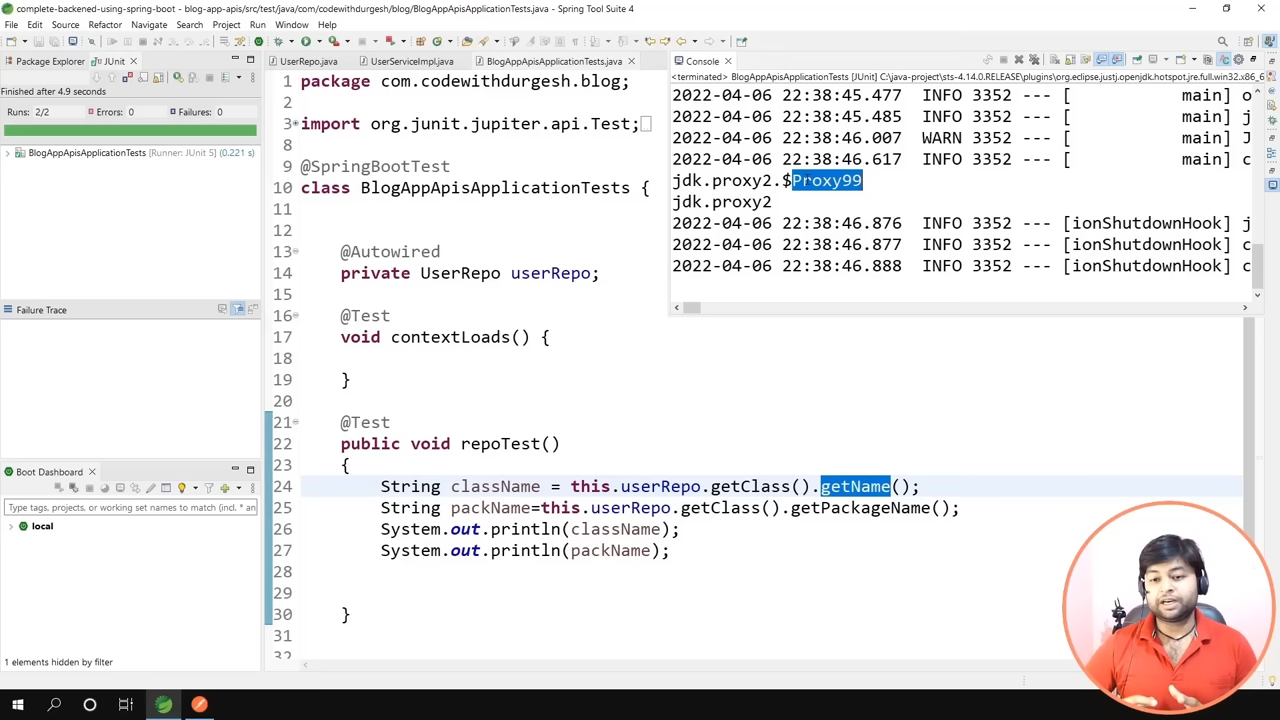 complete-backened-using-spring-boot - blog-app-apis/src/test/java/com/codewithdurgesh/blog/BlogAppApisApplicationTests.java - Spring Tool Suite 4
File Edit Source Refactor Navigate Search Project Run Window Help
Package Explorer JUnit
Finished after 4.9 seconds
Runs: 2/2 Errors: 0 Failures: 0
BlogAppApisApplicationTests [Runner: JUnit 5] (0.221 s)
Failure Trace
Boot Dashboard
Type tags, projects, or working set names to match (incl. * an
local
1 elements hidden by filter
UserRepo.java UserServiceImpl.java BlogAppApisApplicationTests.java
1 package com.codewithdurgesh.blog;
2
3 import org.junit.jupiter.api.Test;
8
9 @SpringBootTest
10 class BlogAppApisApplicationTests {
11
12
13 @Autowired
14 private UserRepo userRepo;
15
16 @Test
17 void contextLoads() {
18
19 }
20
21 @Test
22 public void repoTest()
23 {
24 String className = this.userRepo.getClass().getName();
25 String packName=this.userRepo.getClass().getPackageName();
26 System.out.println(className);
27 System.out.println(packName);
28
29
30 }
31
32
Console
<terminated> BlogAppApisApplicationTests [JUnit] C:\java-project\sts-4.14.0.RELEASE\plugins\org.eclipse.justj.openjdk.hotspot.jre.full.win32.x86_6
2022-04-06 22:38:45.477 INFO 3352 --- [ main] o
2022-04-06 22:38:45.485 INFO 3352 --- [ main] j
2022-04-06 22:38:46.007 WARN 3352 --- [ main] J
2022-04-06 22:38:46.617 INFO 3352 --- [ main] c
jdk.proxy2.$Proxy99
jdk.proxy2
2022-04-06 22:38:46.876 INFO 3352 --- [ionShutdownHook] j
2022-04-06 22:38:46.877 INFO 3352 --- [ionShutdownHook] c
2022-04-06 22:38:46.888 INFO 3352 --- [ionShutdownHook] c